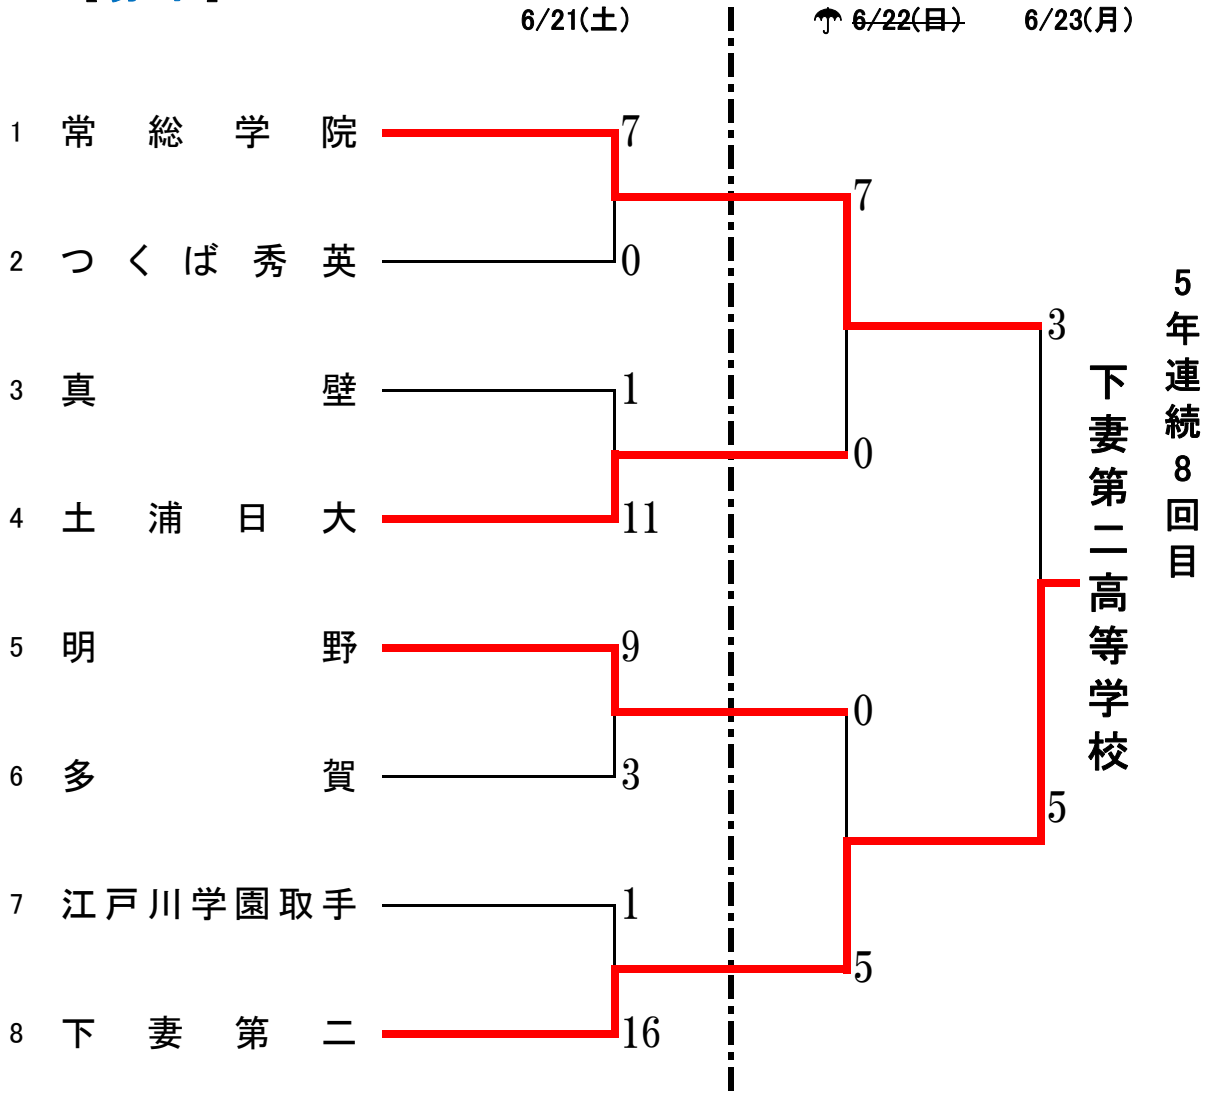 6/21(土) 6/22(日) 6/23(月)
1 常総学院 7
7
2 つくば秀英 0
3
3 真壁 1
0
4 土浦日大 11
5 明野 9
0
6 多賀 3
5
7 江戸川学園取手 1
5
8 下妻第二 16
下妻第二高等学校
5年連続8回目